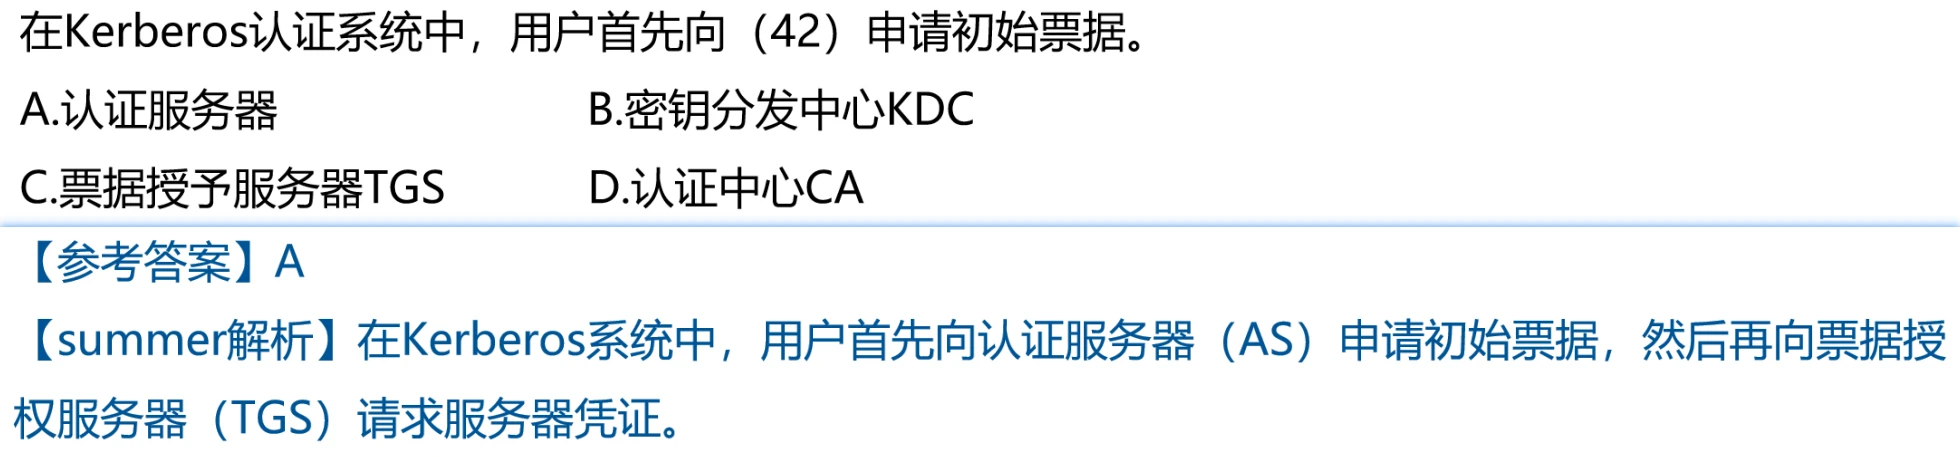 在Kerberos认证系统中，用户首先向（42）申请初始票据。
A.认证服务器 B.密钥分发中心KDC
C.票据授予服务器TGS D.认证中心CA
【参考答案】A
【summer解析】在Kerberos系统中，用户首先向认证服务器（AS）申请初始票据，然后再向票据授
权服务器（TGS）请求服务器凭证。